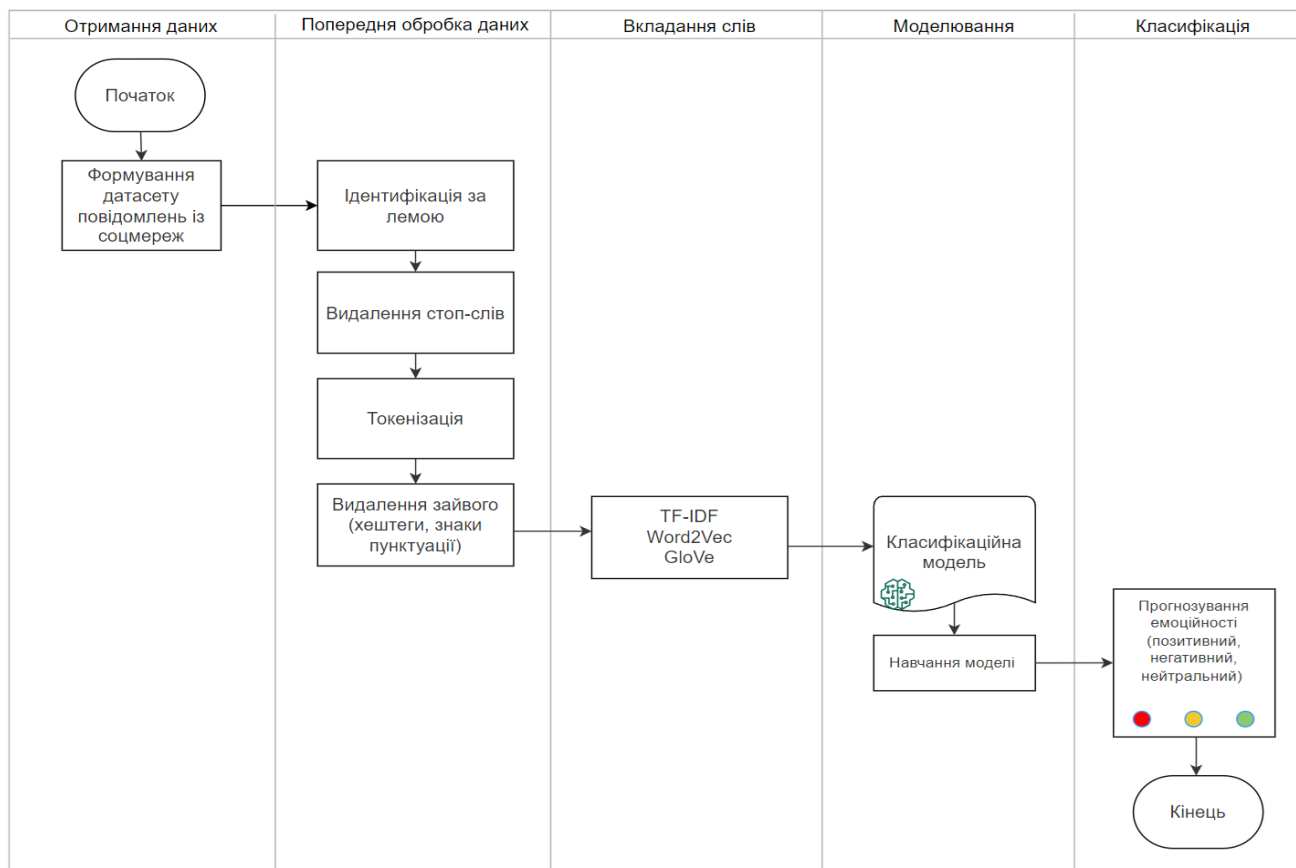 Отримання даних
Попередня обробка даних
Вкладання слів
Моделювання
Класифікація
Початок
Формування
датасету
повідомлень із
соцмереж
Ідентифікація за
лемою
Видалення стоп-слів
Токенізація
Видалення зайвого
(хештеги, знаки
пунктуації)
TF-IDF
Word2Vec
GloVe
Класифікаційна
модель
Навчання моделі
Прогнозування
емоційності
(позитивний,
негативний,
нейтральний)
Кінець